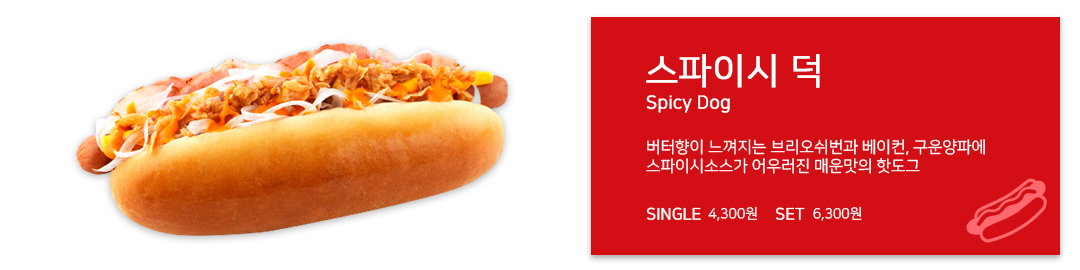 스파이시 덕
Spicy Dog
버터향이 느껴지는 브리오쉬번과 베이컨, 구운양파에
스파이시소스가 어우러진 매운맛의 핫도그
SINGLE 4,300원 SET 6,300원